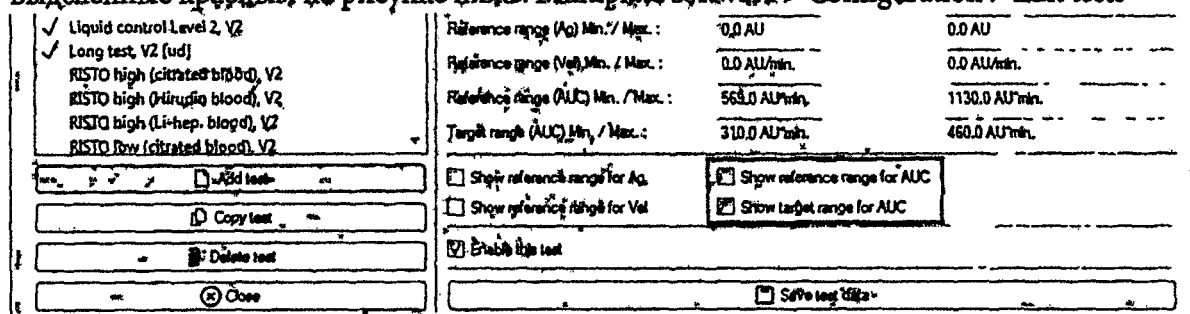 Liquid control Level 2, V2
Long test, V2 [ud]
RISTO high (citrated blood), V2
RISTO high (Hirudin blood), V2
RISTO high (Li-hep. blood), V2
RISTO low (citrated blood), V2
Add test
Copy test
Delete test
Close
Reference range (Ag) Min. / Max. : 0.0 AU 0.0 AU
Reference range (Vel) Min. / Max. : 0.0 AU/min. 0.0 AU/min.
Reference range (AUC) Min. / Max. : 569.0 AU*min. 1130.0 AU*min.
Target range (AUC) Min. / Max. : 310.0 AU*min. 460.0 AU*min.
Show reference range for Ag.
Show reference range for AUC
Show reference range for Vel
Show target range for AUC
Enable this test
Save test data